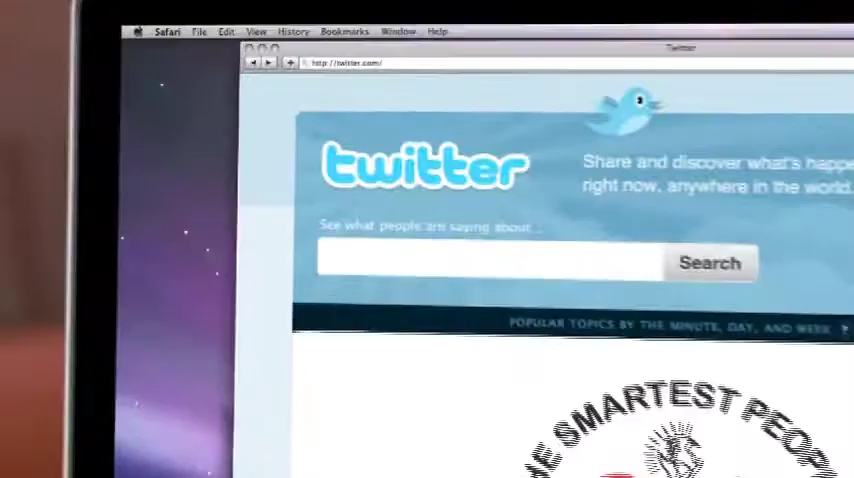 Safari File Edit View History Bookmarks Window Help
Twitter
http://twitter.com/
twitter
Share and discover what's happe
right now, anywhere in the world.
See what people are saying about...
Search
POPULAR TOPICS BY THE MINUTE, DAY, AND WEEK ?
HE SMARTEST PEOP